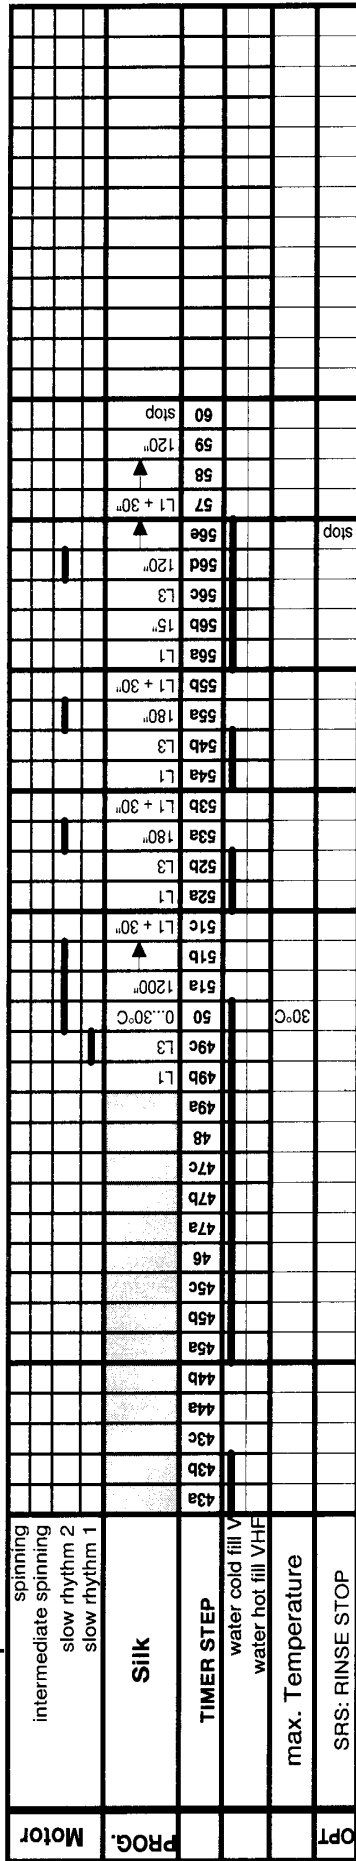 Motor
spinning
intermediate spinning
slow rhythm 2
slow rhythm 1
PROG. Silk L1 L3 0...30°C 1200" L1 + 30" L1 L3 180" L1 + 30" L1 L3 180" L1 + 30" L1 15" L3 120" L1 + 30" 120" stop
TIMER STEP 43a 43b 43c 44a 44b 45a 45b 45c 46 47a 47b 47c 48 49a 49b 49c 50 51a 51b 51c 52a 52b 53a 53b 54a 54b 55a 55b 56a 56b 56c 56d 56e 57 58 59 60
water cold fill V
water hot fill VHF
max. Temperature 30°C
OPT SRS: RINSE STOP stop